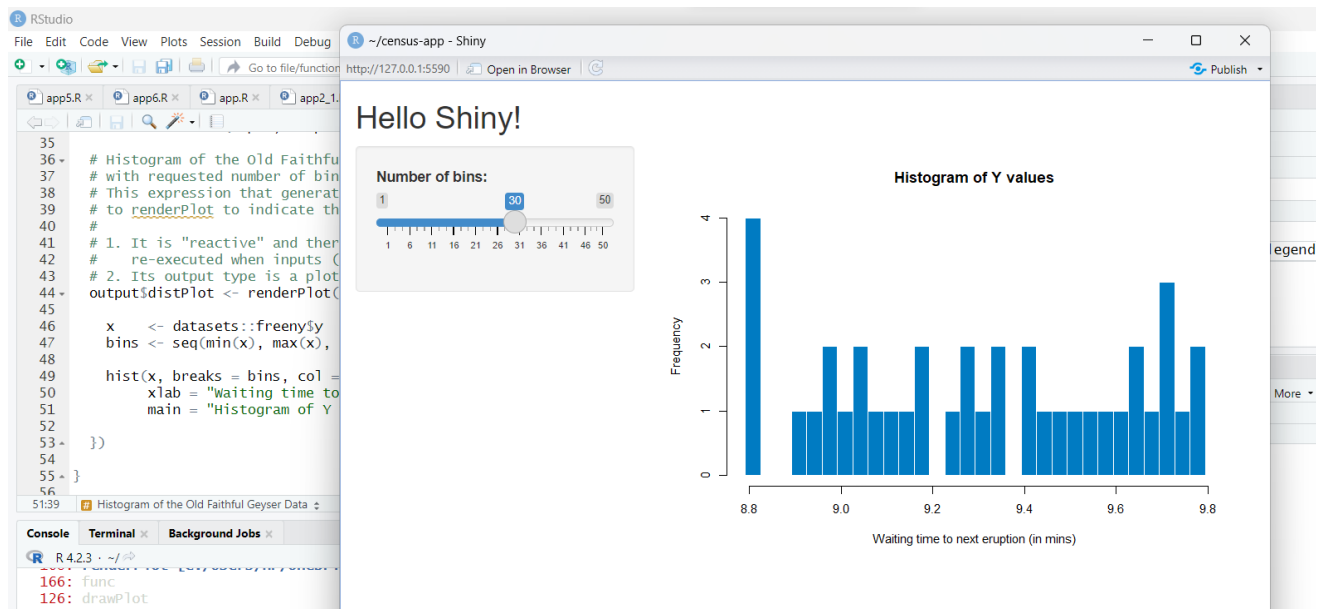 RStudio
File Edit Code View Plots Session Build Debug
Go to file/function
app5.R × app6.R × app.R × app2_1.
35
36 # Histogram of the Old Faithfu
37 # with requested number of bin
38 # This expression that generat
39 # to renderPlot to indicate th
40 #
41 # 1. It is "reactive" and ther
42 #    re-executed when inputs (
43 # 2. Its output type is a plot
44 output$distPlot <- renderPlot(
45
46 x    <- datasets::freeny$y
47 bins <- seq(min(x), max(x),
48
49 hist(x, breaks = bins, col =
50 xlab = "Waiting time to
51 main = "Histogram of Y
52
53 })
54
55 }
56
51:39 # Histogram of the Old Faithful Geyser Data
Console Terminal × Background Jobs ×
R 4.2.3 · ~/
166: func
126: drawPlot
~/census-app - Shiny
http://127.0.0.1:5590 Open in Browser Publish
Hello Shiny!
Number of bins:
1 30 50
1 6 11 16 21 26 31 36 41 46 50
Histogram of Y values
Frequency
4
3
2
1
0
8.8 9.0 9.2 9.4 9.6 9.8
Waiting time to next eruption (in mins)
egend
More